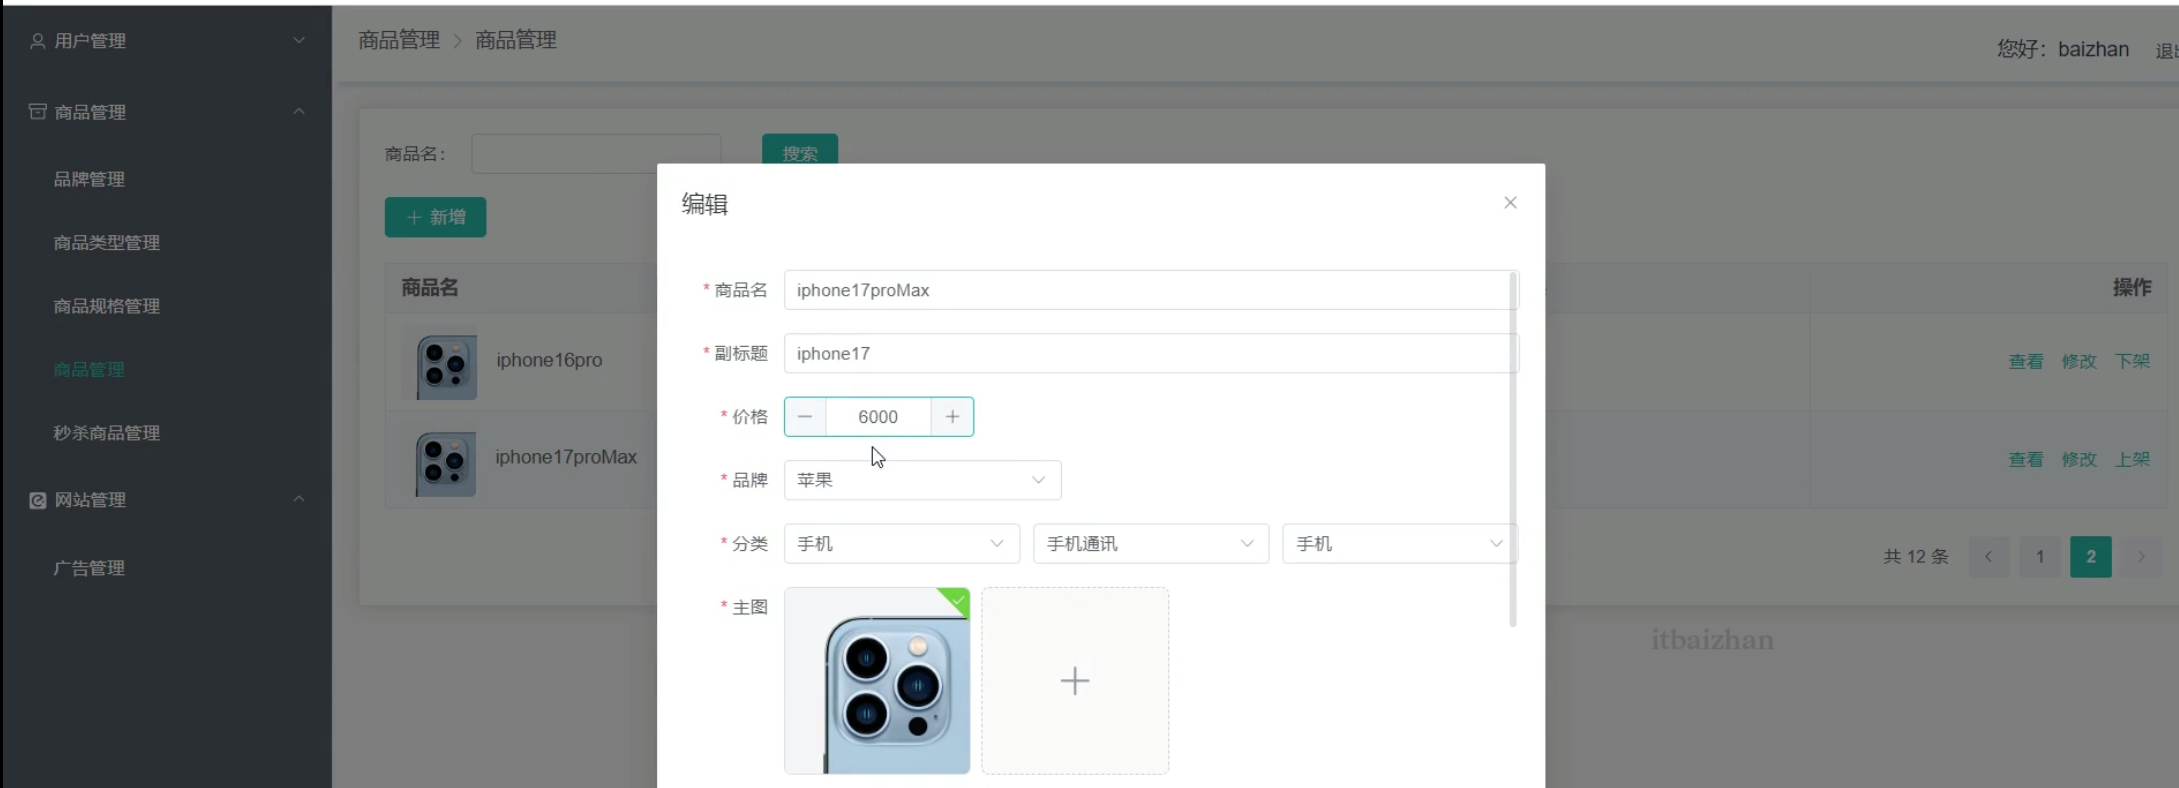 用户管理
商品管理
品牌管理
商品类型管理
商品规格管理
商品管理
秒杀商品管理
网站管理
广告管理
商品管理 > 商品管理
您好：baizhan
商品名：
搜索
+ 新增
商品名
操作
iphone16pro
查看 修改 下架
iphone17proMax
查看 修改 上架
共 12 条 < 1 2 >
编辑
* 商品名 iphone17proMax
* 副标题 iphone17
* 价格 − 6000 +
* 品牌 苹果
* 分类 手机 手机通讯 手机
* 主图
itbaizhan